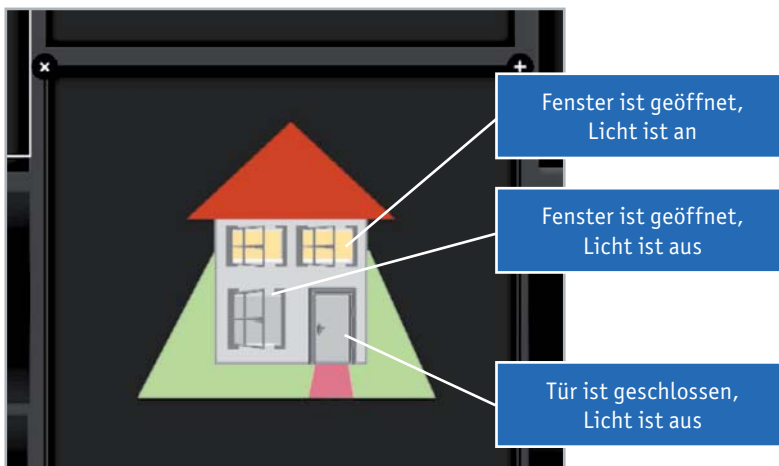 Fenster ist geöffnet,
Licht ist an
Fenster ist geöffnet,
Licht ist aus
Tür ist geschlossen,
Licht ist aus